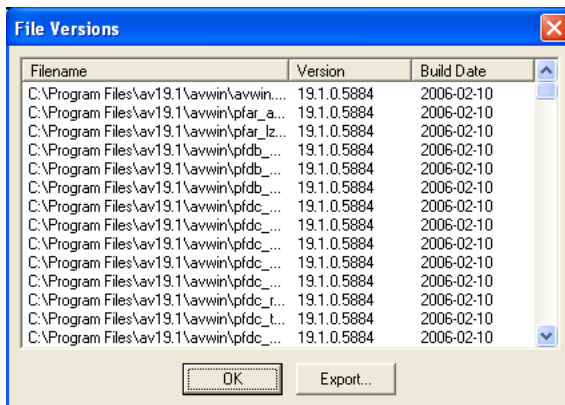 File Versions
Filename Version Build Date
C:\Program Files\av19.1\avwin\avwin.... 19.1.0.5884 2006-02-10
C:\Program Files\av19.1\avwin\pfar_a... 19.1.0.5884 2006-02-10
C:\Program Files\av19.1\avwin\pfar_lz... 19.1.0.5884 2006-02-10
C:\Program Files\av19.1\avwin\pfdb_... 19.1.0.5884 2006-02-10
C:\Program Files\av19.1\avwin\pfdb_... 19.1.0.5884 2006-02-10
C:\Program Files\av19.1\avwin\pfdb_... 19.1.0.5884 2006-02-10
C:\Program Files\av19.1\avwin\pfdc_... 19.1.0.5884 2006-02-10
C:\Program Files\av19.1\avwin\pfdc_... 19.1.0.5884 2006-02-10
C:\Program Files\av19.1\avwin\pfdc_... 19.1.0.5884 2006-02-10
C:\Program Files\av19.1\avwin\pfdc_... 19.1.0.5884 2006-02-10
C:\Program Files\av19.1\avwin\pfdc_... 19.1.0.5884 2006-02-10
C:\Program Files\av19.1\avwin\pfdc_r... 19.1.0.5884 2006-02-10
C:\Program Files\av19.1\avwin\pfdc_t... 19.1.0.5884 2006-02-10
C:\Program Files\av19.1\avwin\pfdc_... 19.1.0.5884 2006-02-10
OK Export...